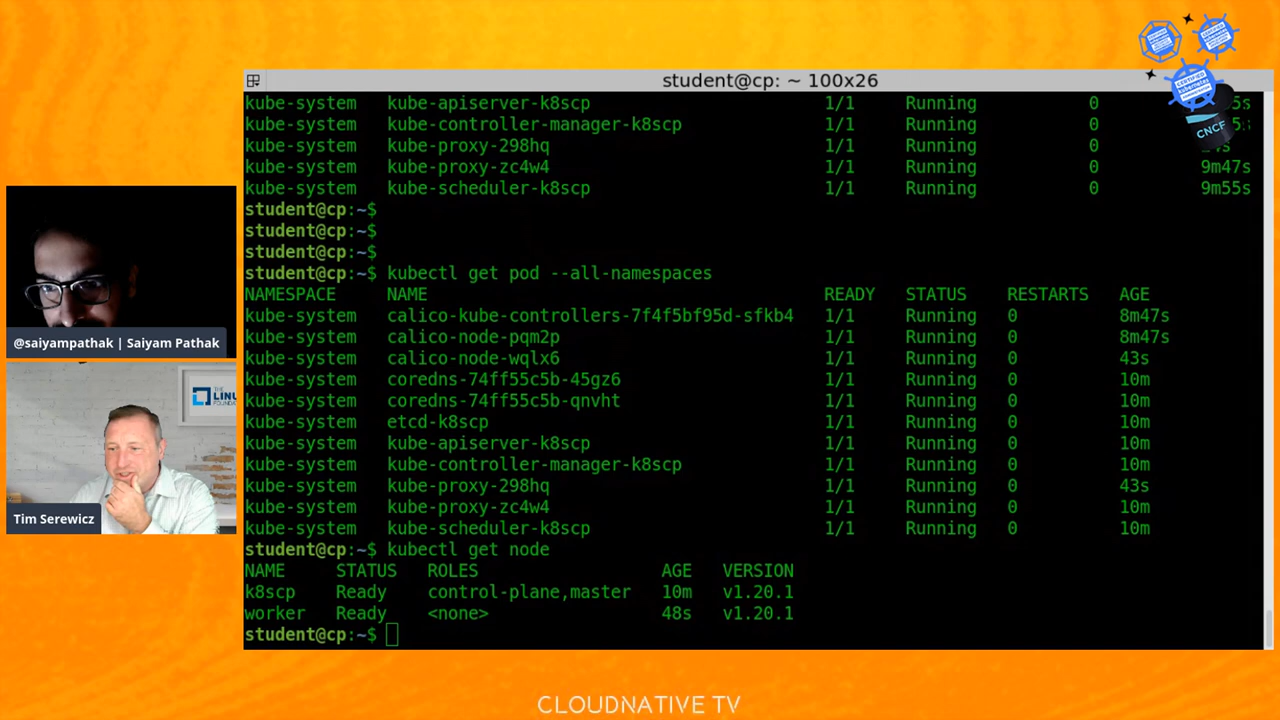 student@cp: ~ 100x26
kube-system kube-apiserver-k8scp 1/1 Running 0
kube-system kube-controller-manager-k8scp 1/1 Running 0
kube-system kube-proxy-298hq 1/1 Running 0
kube-system kube-proxy-zc4w4 1/1 Running 0 9m47s
kube-system kube-scheduler-k8scp 1/1 Running 0 9m55s
student@cp:~$
student@cp:~$
student@cp:~$
student@cp:~$ kubectl get pod --all-namespaces
NAMESPACE NAME READY STATUS RESTARTS AGE
kube-system calico-kube-controllers-7f4f5bf95d-sfkb4 1/1 Running 0 8m47s
kube-system calico-node-pqm2p 1/1 Running 0 8m47s
kube-system calico-node-wqlx6 1/1 Running 0 43s
kube-system coredns-74ff55c5b-45gz6 1/1 Running 0 10m
kube-system coredns-74ff55c5b-qnvht 1/1 Running 0 10m
kube-system etcd-k8scp 1/1 Running 0 10m
kube-system kube-apiserver-k8scp 1/1 Running 0 10m
kube-system kube-controller-manager-k8scp 1/1 Running 0 10m
kube-system kube-proxy-298hq 1/1 Running 0 43s
kube-system kube-proxy-zc4w4 1/1 Running 0 10m
kube-system kube-scheduler-k8scp 1/1 Running 0 10m
student@cp:~$ kubectl get node
NAME STATUS ROLES AGE VERSION
k8scp Ready control-plane,master 10m v1.20.1
worker Ready <none> 48s v1.20.1
student@cp:~$
@saiyampathak | Saiyam Pathak
THE
Tim Serewicz
CERTIFIED
kubernetes
CNCF
CLOUDNATIVE TV